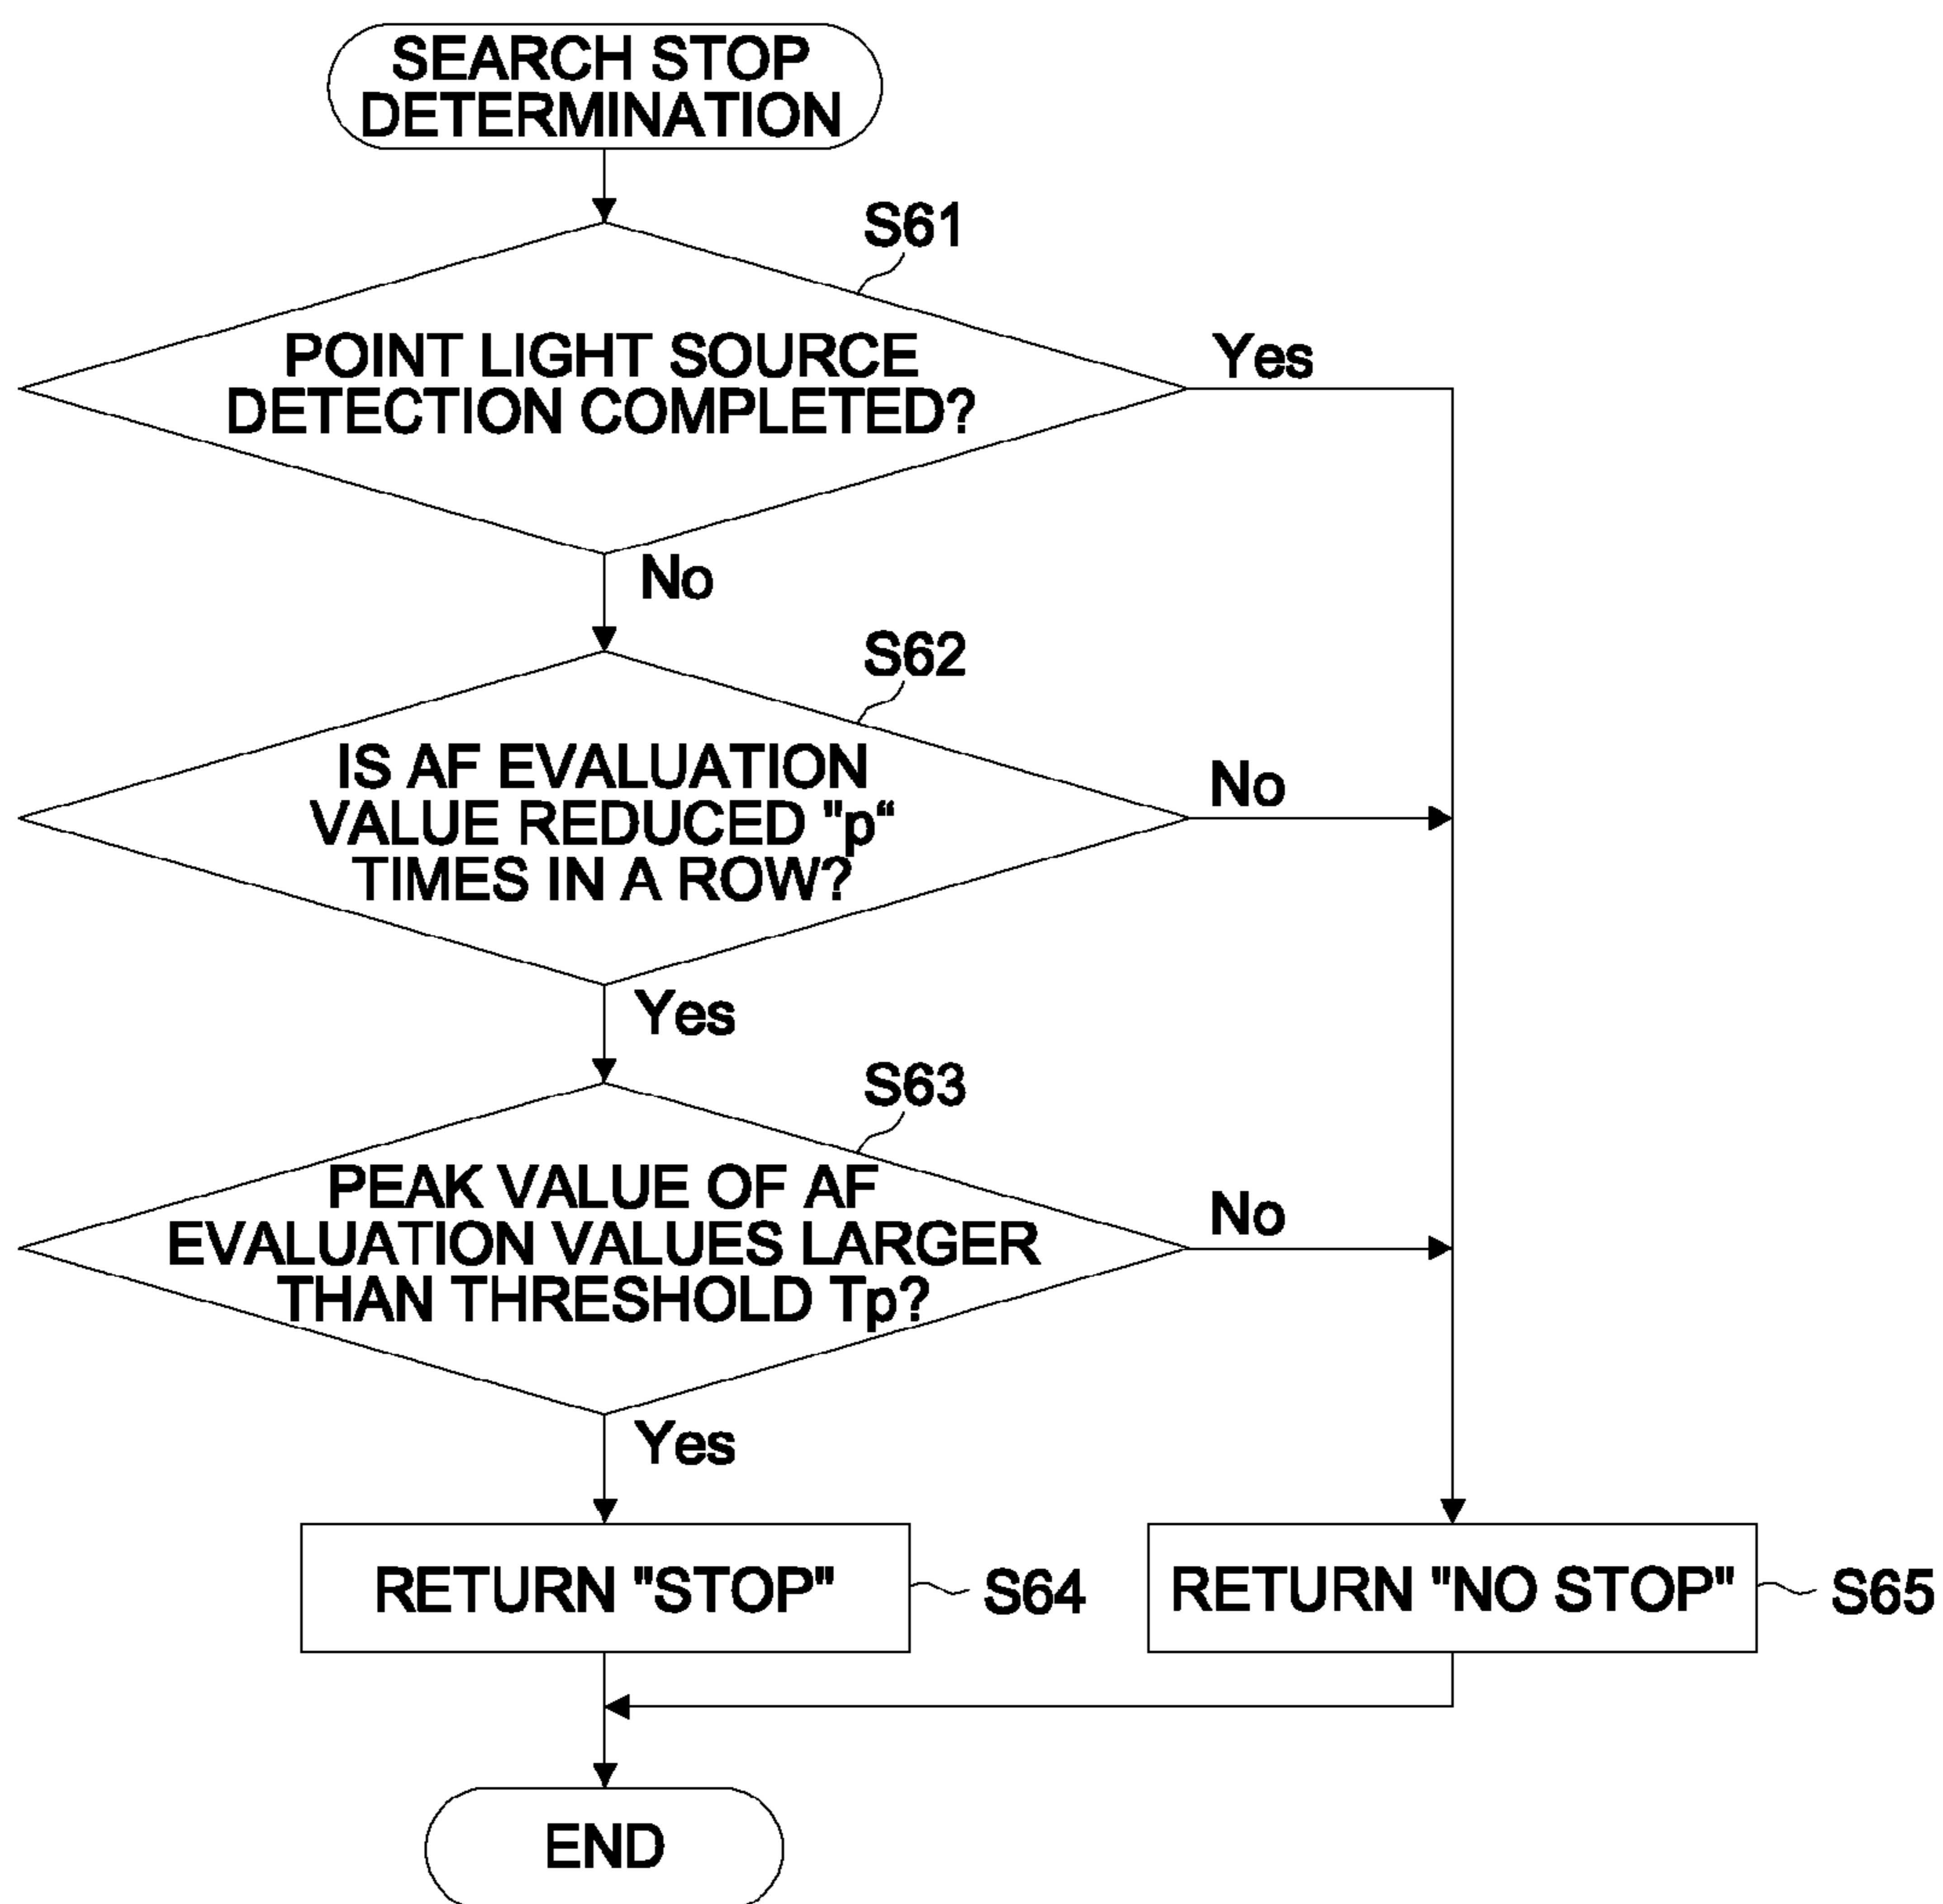 SEARCH STOP
DETERMINATION
S61
POINT LIGHT SOURCE
DETECTION COMPLETED?
Yes
No
S62
IS AF EVALUATION
VALUE REDUCED "p“
TIMES IN A ROW?
No
Yes
S63
PEAK VALUE OF AF
EVALUATION VALUES LARGER
THAN THRESHOLD Tp?
No
Yes
RETURN "STOP"
S64
RETURN "NO STOP"
S65
END